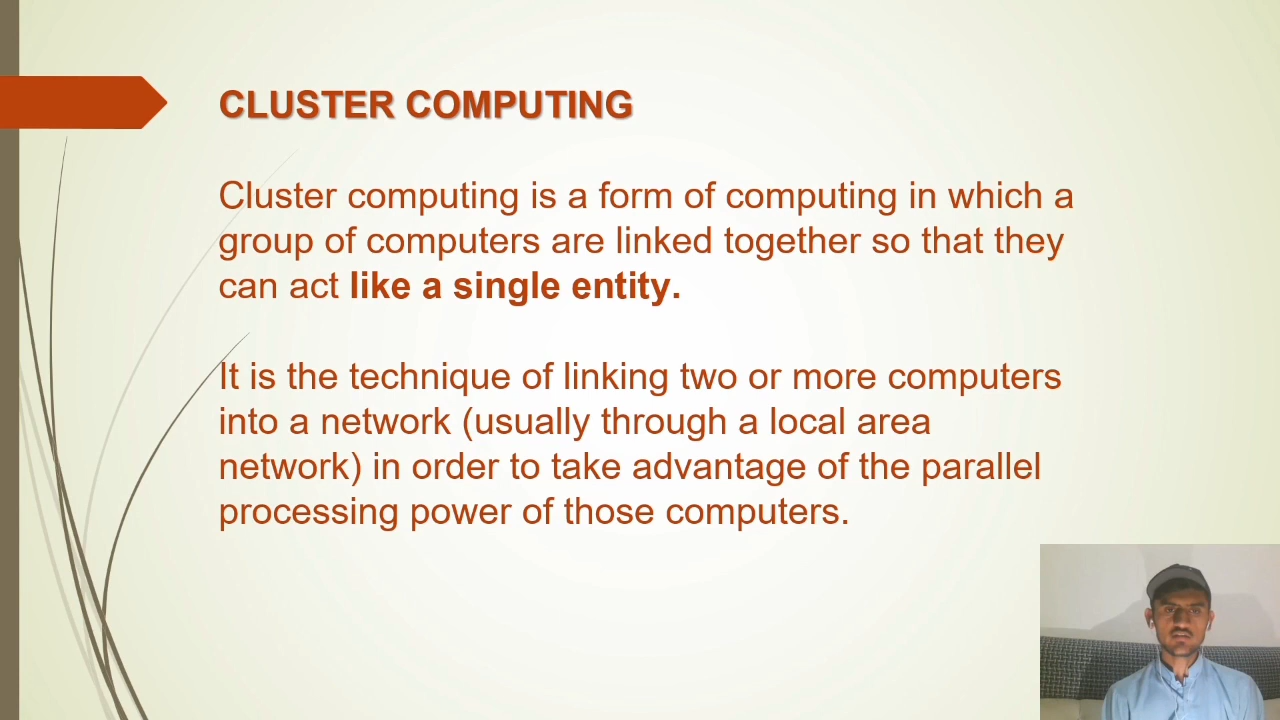 CLUSTER COMPUTING
Cluster computing is a form of computing in which a
group of computers are linked together so that they
can act like a single entity.
It is the technique of linking two or more computers
into a network (usually through a local area
network) in order to take advantage of the parallel
processing power of those computers.